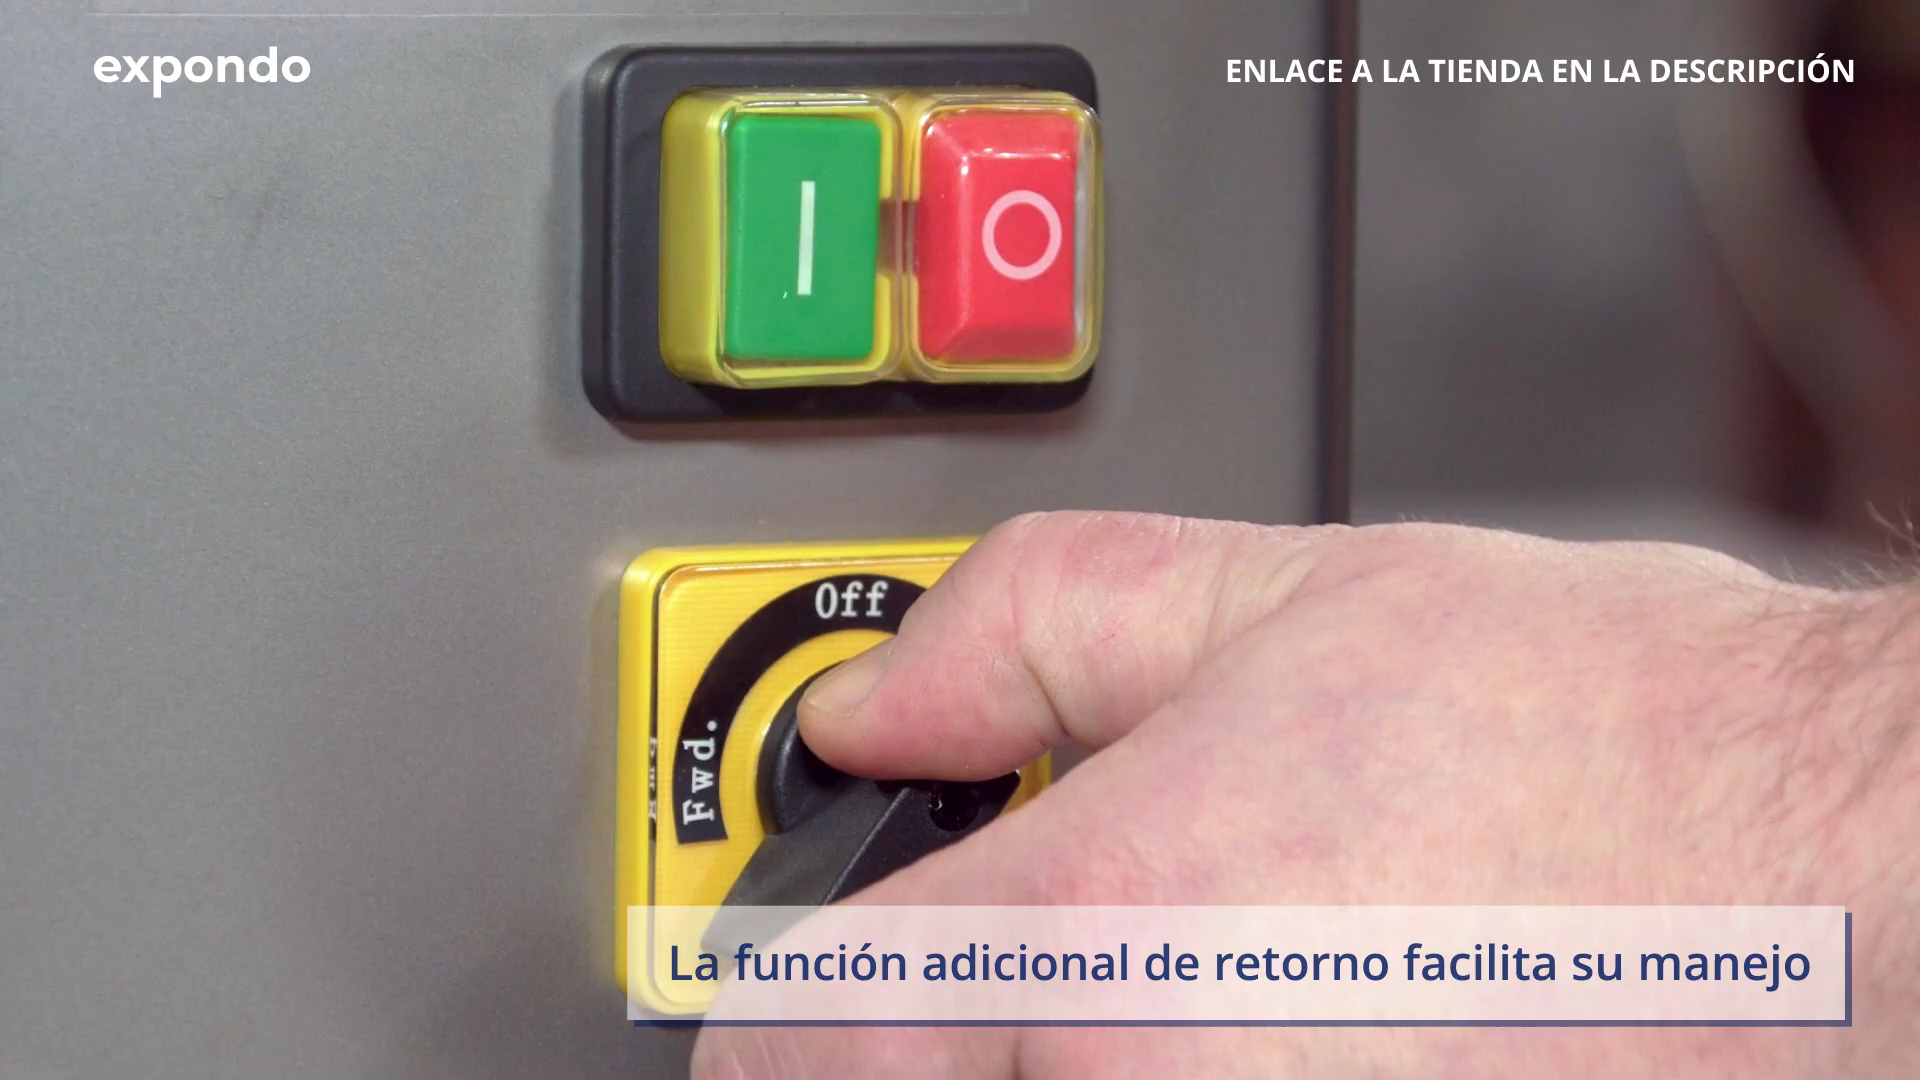 expondo
ENLACE A LA TIENDA EN LA DESCRIPCIÓN
I O
Off
Fwd.
La función adicional de retorno facilita su manejo